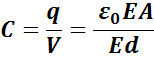 C = q/V = ε₀EA/Ed